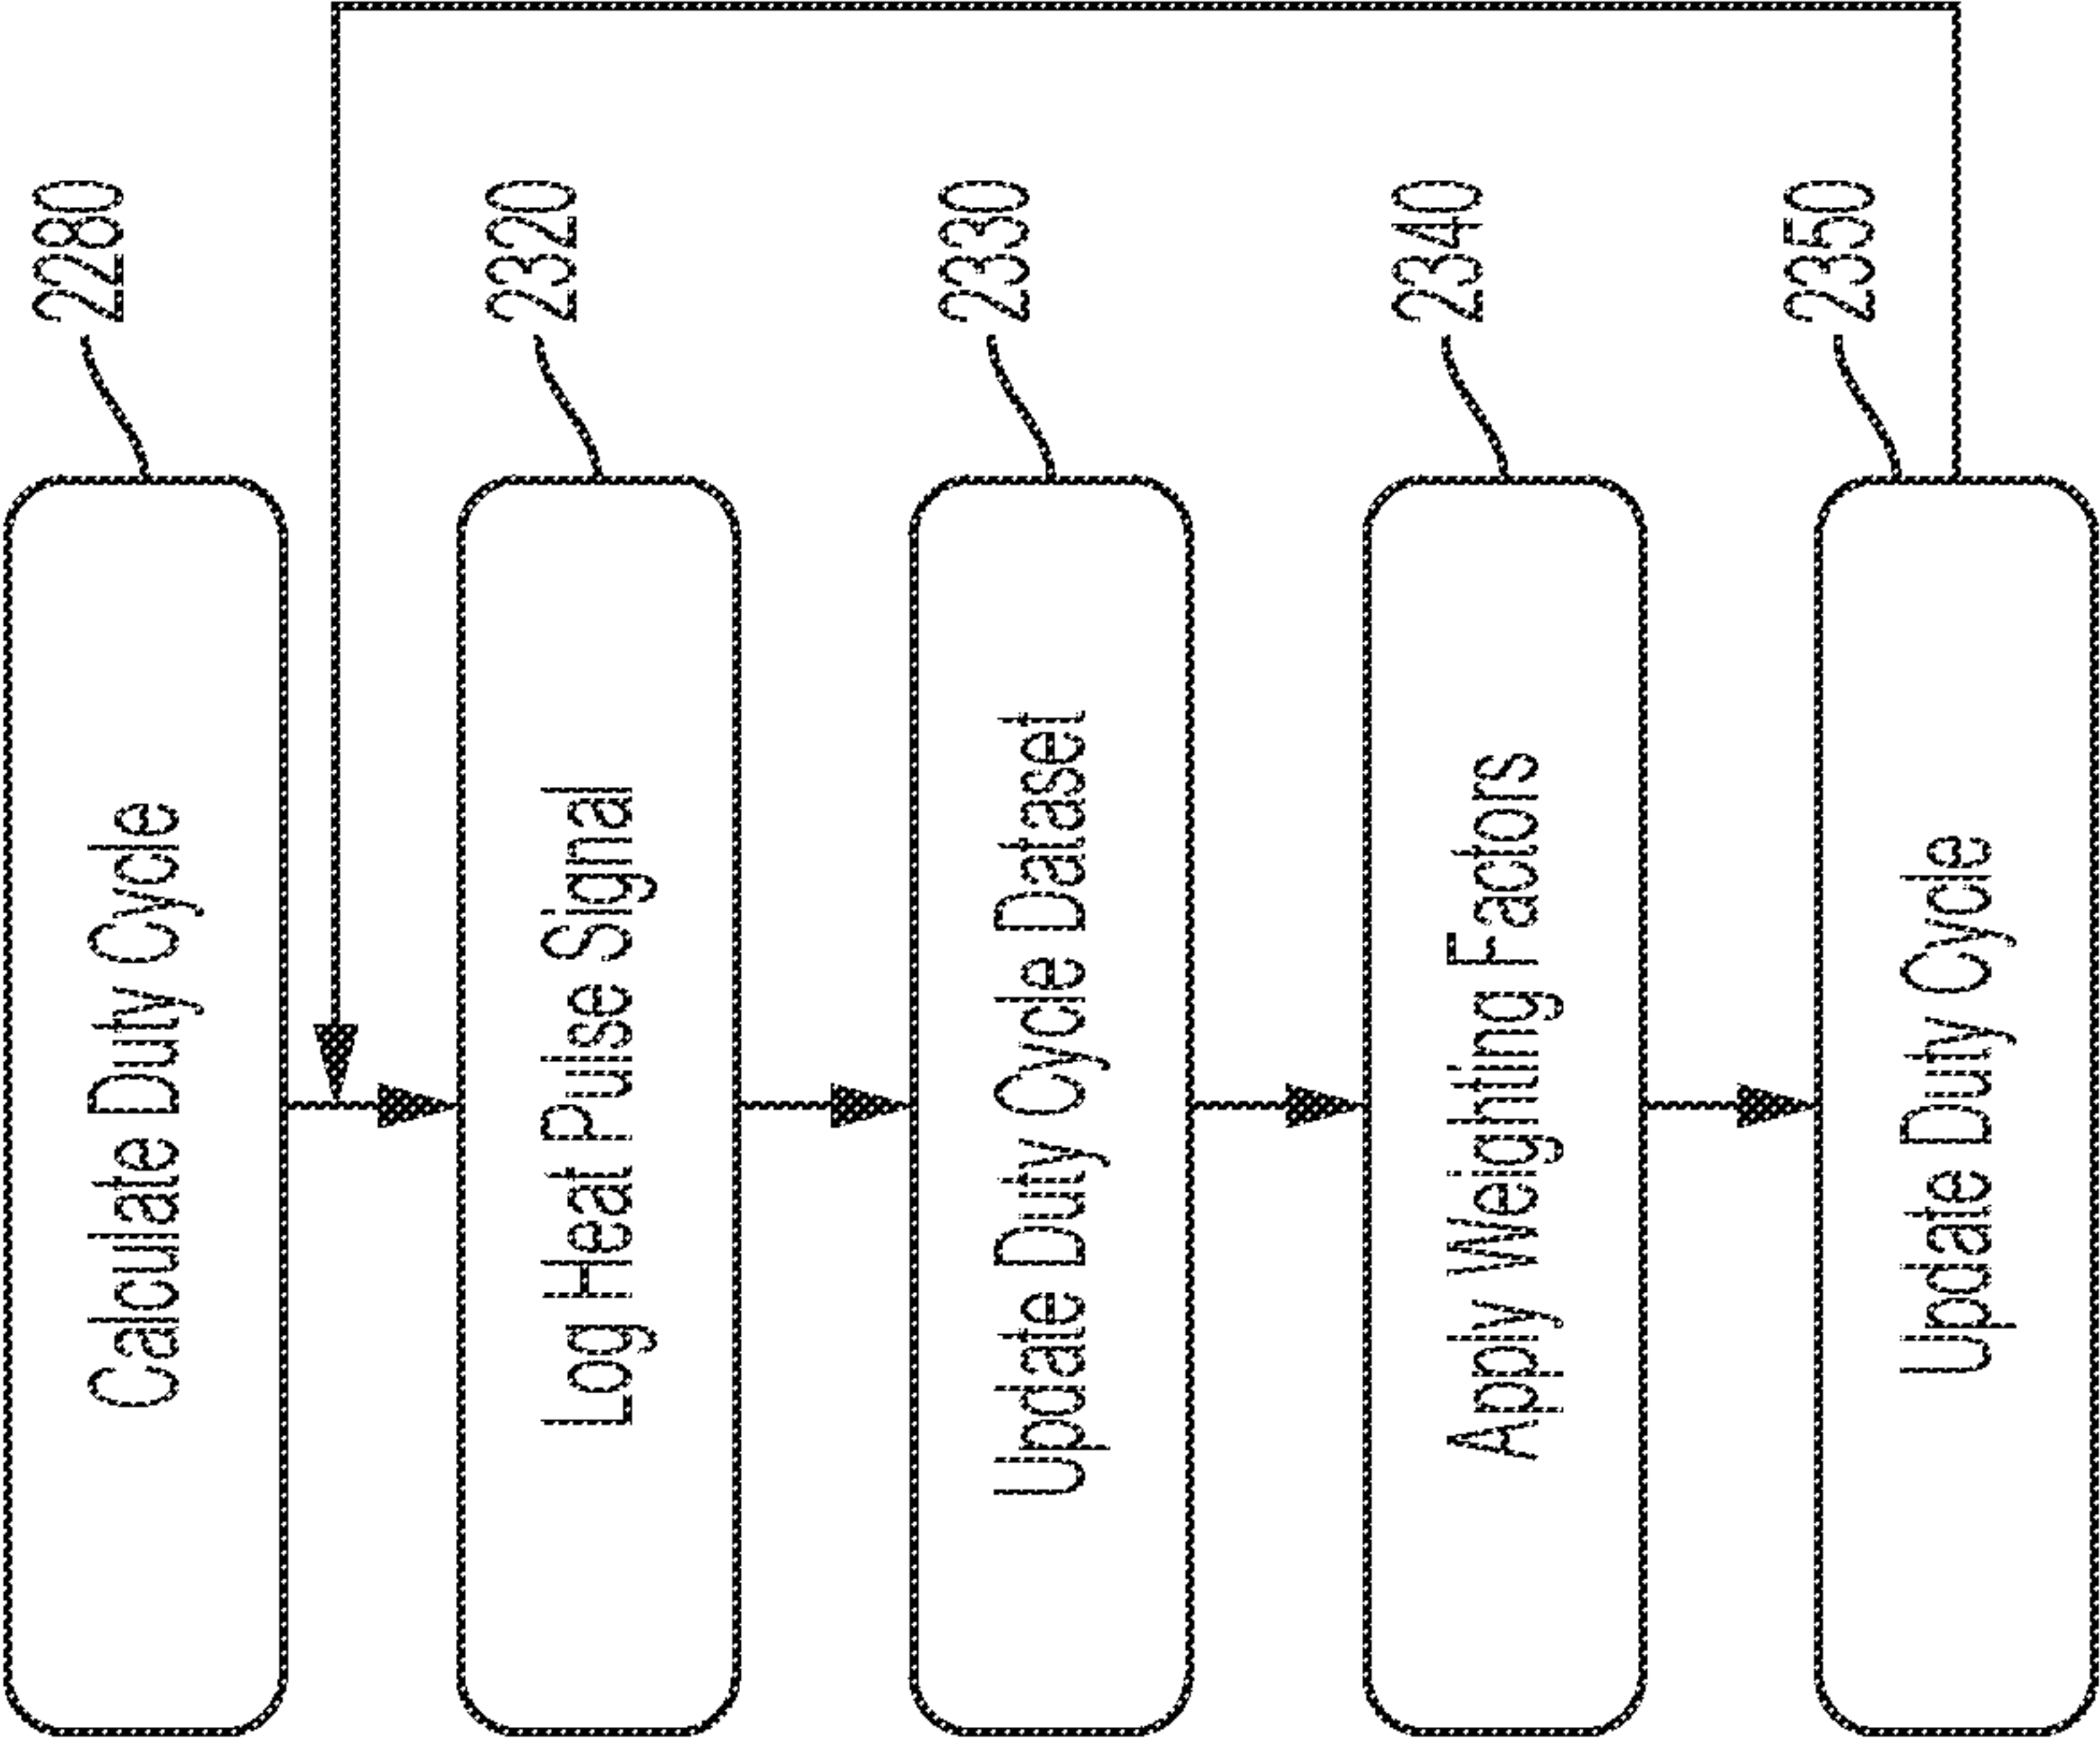 Calculate Duty Cycle
2280
Log Heat Pulse Signal
2320
Update Duty Cycle Dataset
2330
Apply Weighting Factors
2340
Update Duty Cycle
2350